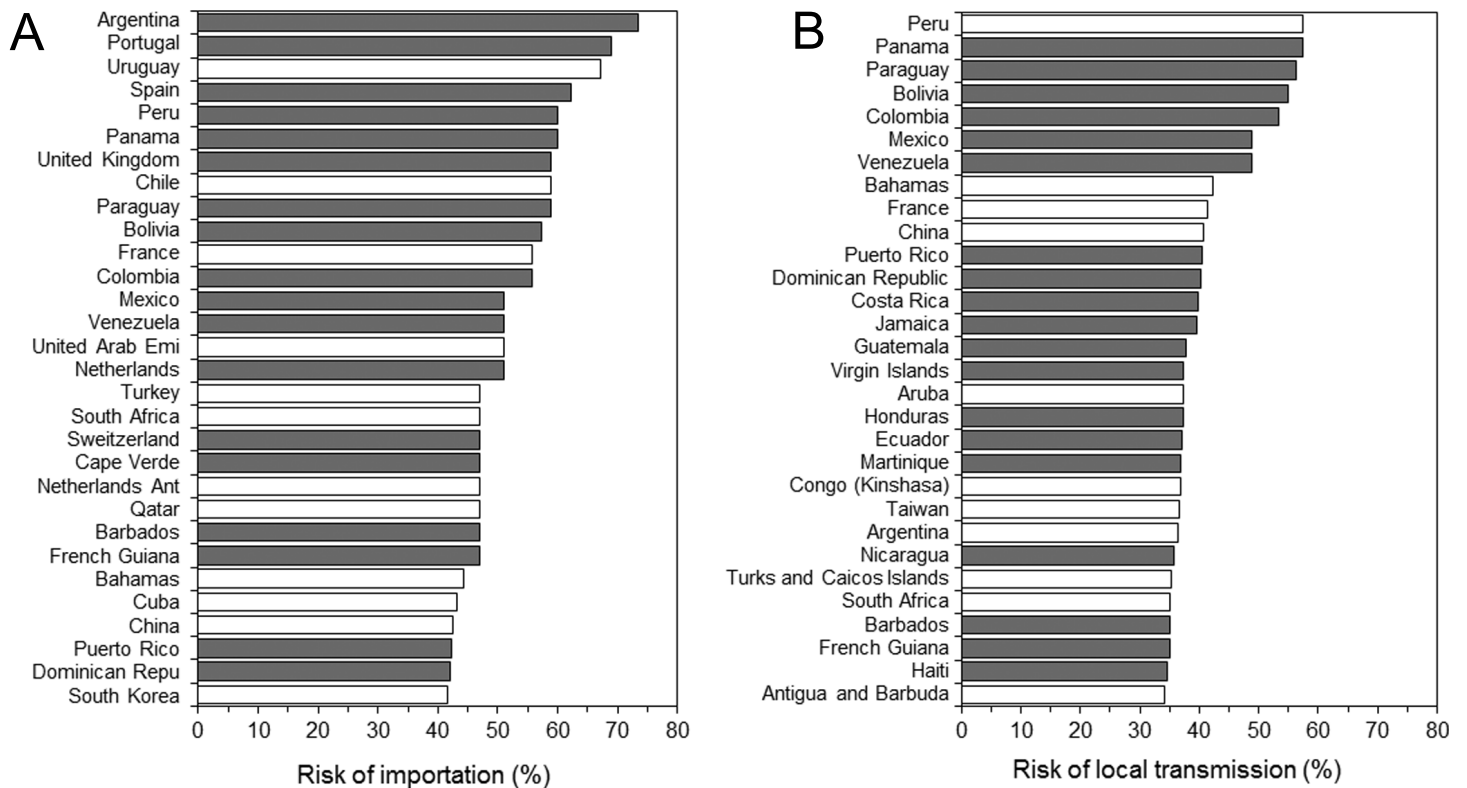 A
Argentina
Portugal
Uruguay
Spain
Peru
Panama
United Kingdom
Chile
Paraguay
Bolivia
France
Colombia
Mexico
Venezuela
United Arab Emi
Netherlands
Turkey
South Africa
Sweitzerland
Cape Verde
Netherlands Ant
Qatar
Barbados
French Guiana
Bahamas
Cuba
China
Puerto Rico
Dominican Repu
South Korea
0 10 20 30 40 50 60 70 80
Risk of importation (%)
B
Peru
Panama
Paraguay
Bolivia
Colombia
Mexico
Venezuela
Bahamas
France
China
Puerto Rico
Dominican Republic
Costa Rica
Jamaica
Guatemala
Virgin Islands
Aruba
Honduras
Ecuador
Martinique
Congo (Kinshasa)
Taiwan
Argentina
Nicaragua
Turks and Caicos Islands
South Africa
Barbados
French Guiana
Haiti
Antigua and Barbuda
0 10 20 30 40 50 60 70 80
Risk of local transmission (%)